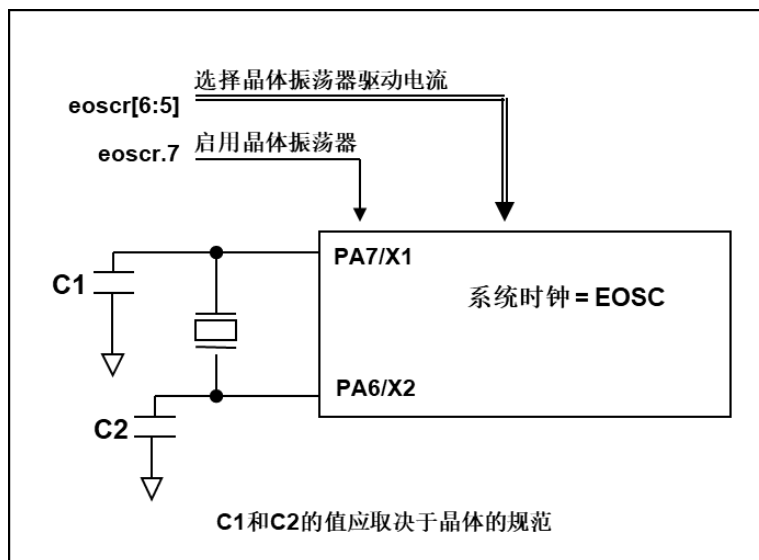 选择晶体振荡器驱动电流
eoscr[6:5]
eoscr.7 启用晶体振荡器
PA7/X1
C1
系统时钟 = EOSC
PA6/X2
C2
C1和C2的值应取决于晶体的规范